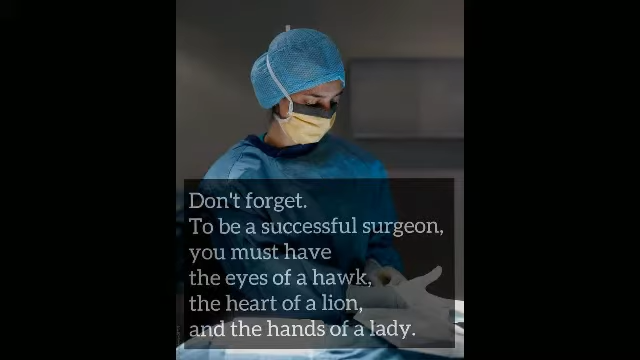 Don't forget.
To be a successful surgeon,
you must have
the eyes of a hawk,
the heart of a lion,
and the hands of a lady.